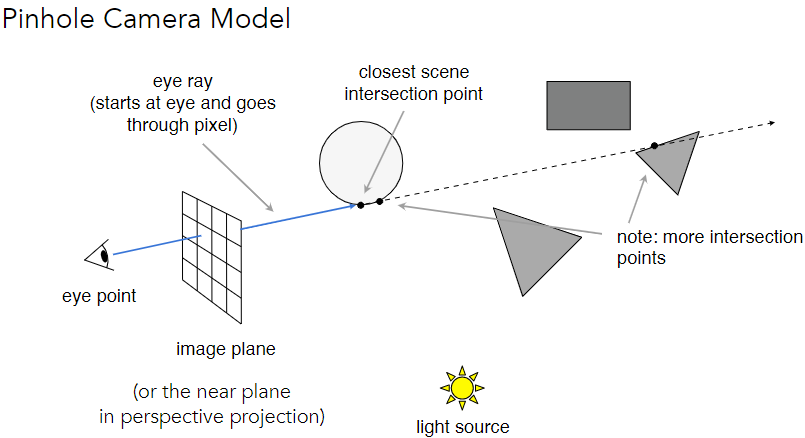 Pinhole Camera Model
eye ray
(starts at eye and goes
through pixel)
closest scene
intersection point
note: more intersection
points
eye point
image plane
(or the near plane
in perspective projection)
light source